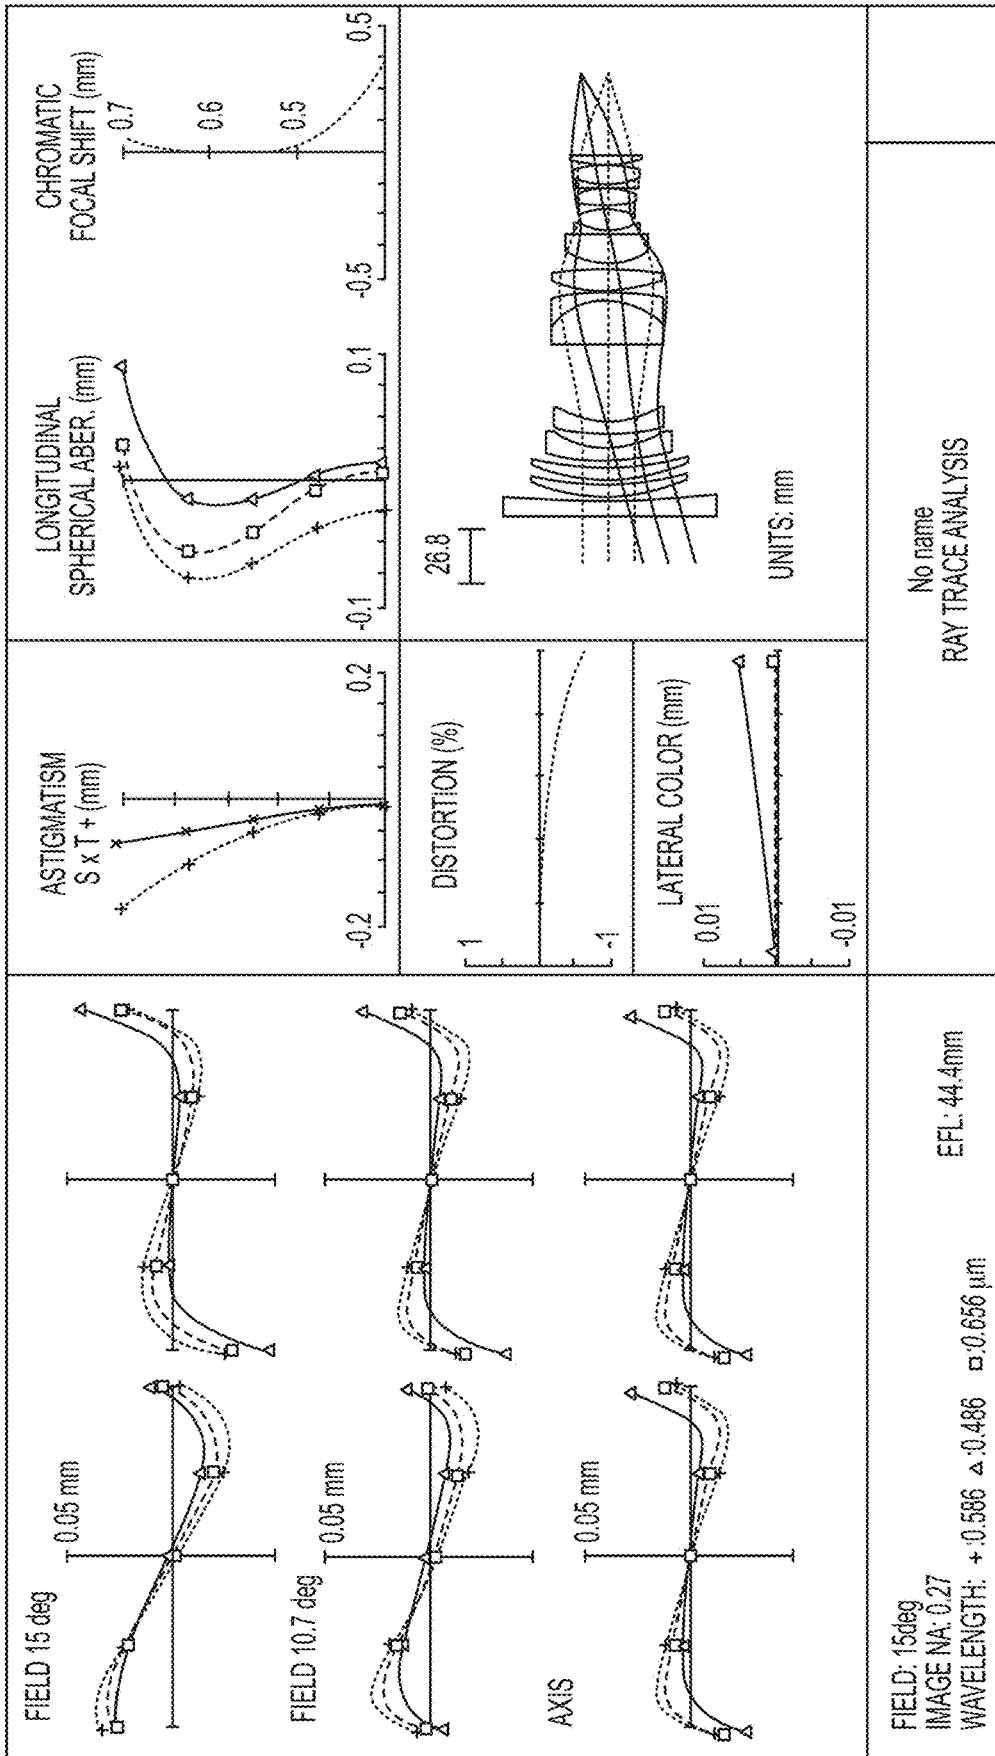 FIELD 15 deg
0.05 mm
FIELD 10.7 deg
0.05 mm
AXIS
0.05 mm
ASTIGMATISM
S x T + (mm)
-0.2
0.2
LONGITUDINAL
SPHERICAL ABER. (mm)
-0.1
0.1
CHROMATIC
FOCAL SHIFT (mm)
0.7
0.6
0.5
-0.5
0.5
DISTORTION (%)
1
-1
LATERAL COLOR (mm)
0.01
-0.01
26.8
UNITS: mm
FIELD: 15deg
IMAGE NA: 0.27
WAVELENGTH: +:0.586 △:0.486 □:0.656 μm
EFL: 44.4mm
No name
RAY TRACE ANALYSIS